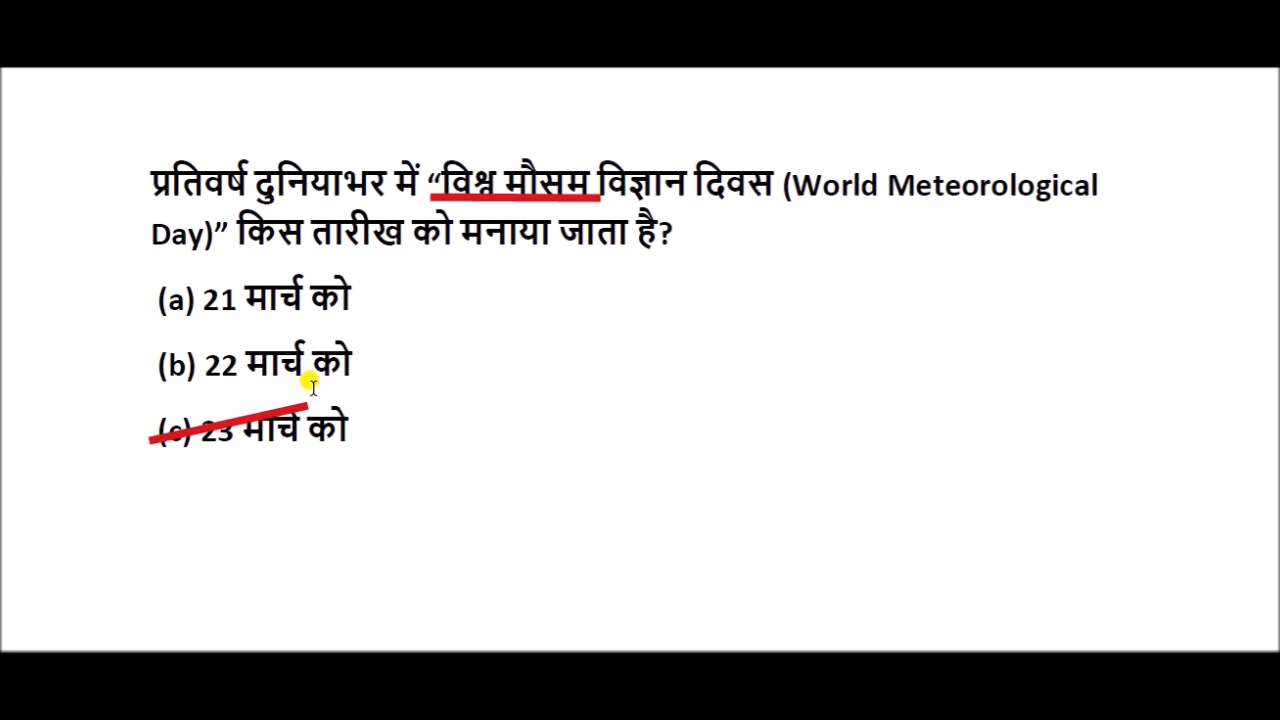 प्रतिवर्ष दुनियाभर में “विश्व मौसम विज्ञान दिवस (World Meteorological
Day)” किस तारीख को मनाया जाता है?
(a) 21 मार्च को
(b) 22 मार्च को
(c) 23 मार्च को